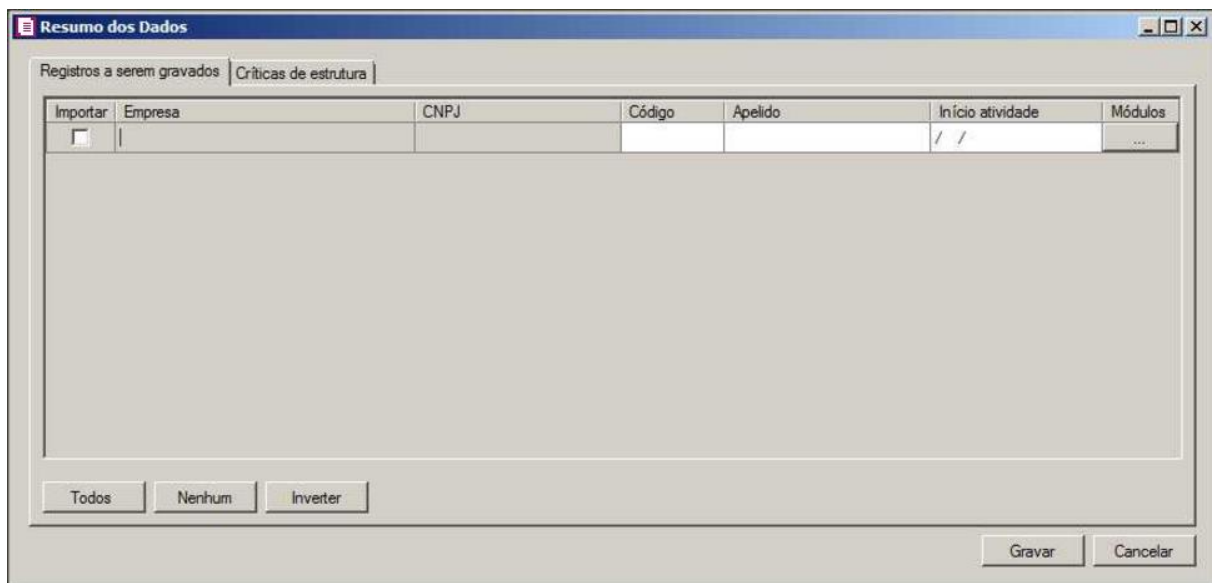 Resumo dos Dados
Registros a serem gravados Críticas de estrutura
Importar Empresa CNPJ Código Apelido Início atividade Módulos
/ / ...
Todos Nenhum Inverter
Gravar Cancelar